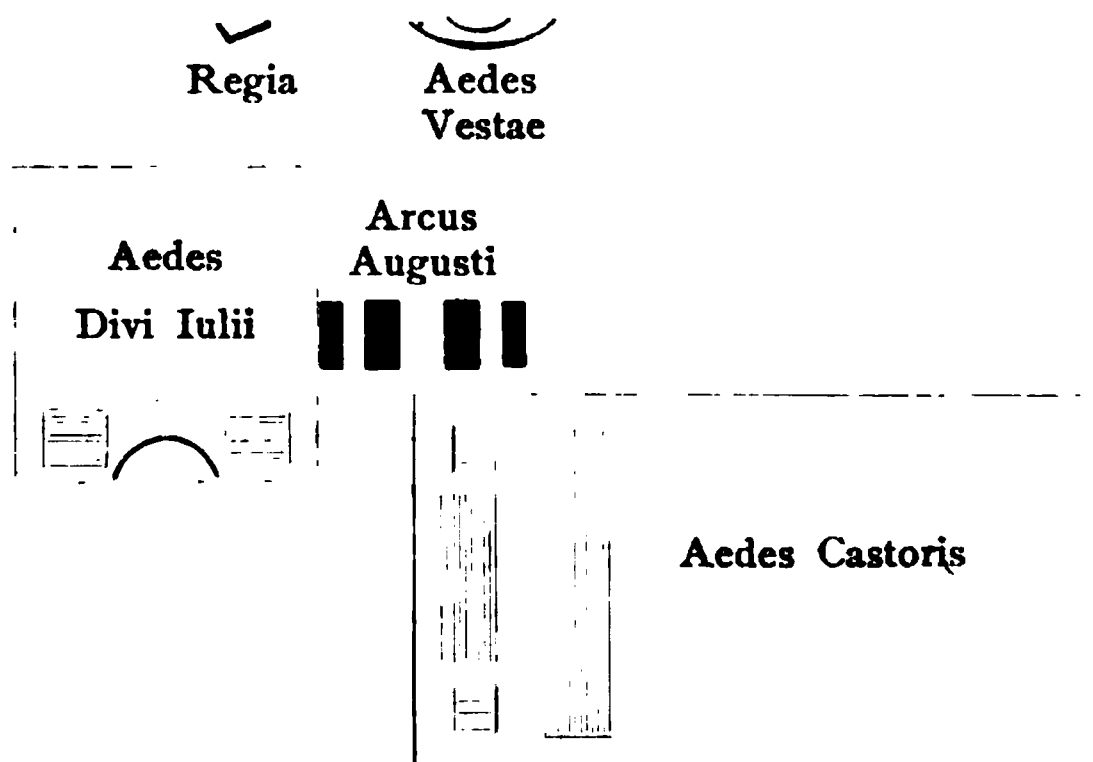 Regia
Aedes
Vestae
Arcus
Augusti
Aedes
Divi Iulii
Aedes Castoris